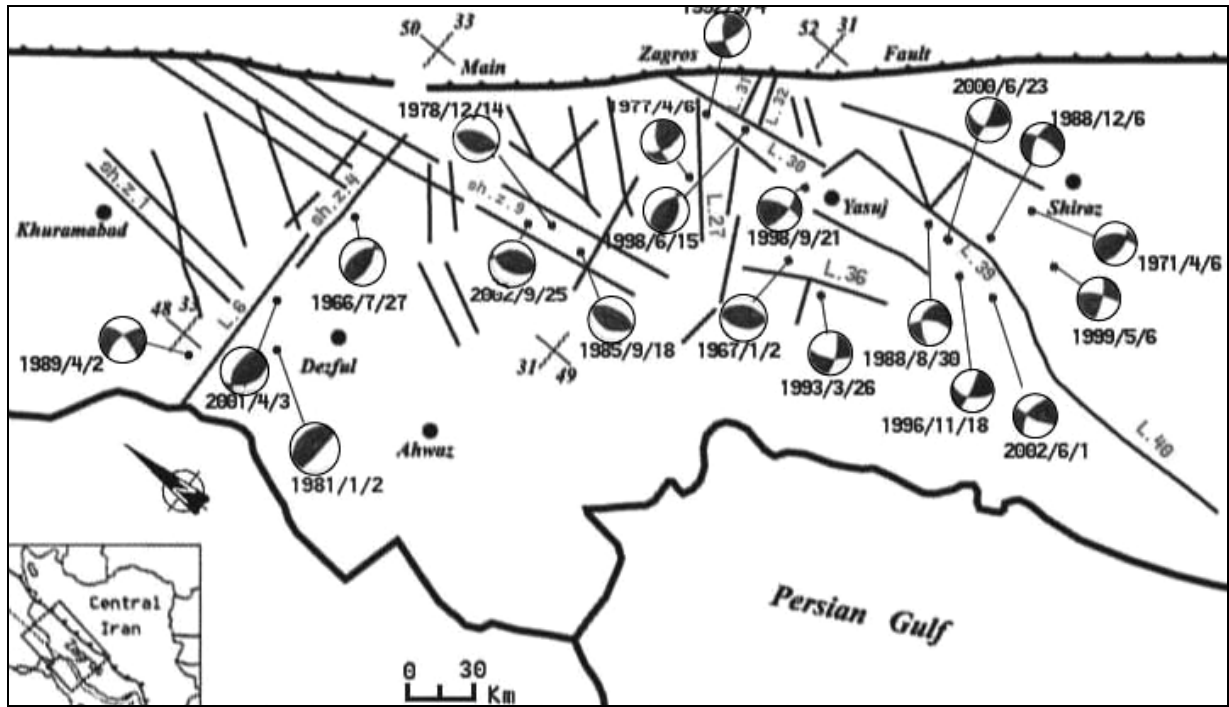 50 33
Main
Zagros
52 31
Fault
1978/12/14
1977/4/6
L.31
L.32
2000/6/23
1988/12/6
sh.z.1
Khuramabad
sh.z.4
sh.z.9
L.30
L.27
Yasuj
Shiraz
1998/6/15
1998/9/21
1971/4/6
L.39
L.36
1966/7/27
2002/9/25
L.6
48 33
1989/4/2
Dezful
1985/9/18
1967/1/2
1988/8/30
1999/5/6
31 49
1993/3/26
2001/4/3
1996/11/18
2002/6/1
L.40
Ahwaz
1981/1/2
N
Central
Iran
Persian Gulf
0 30
Km